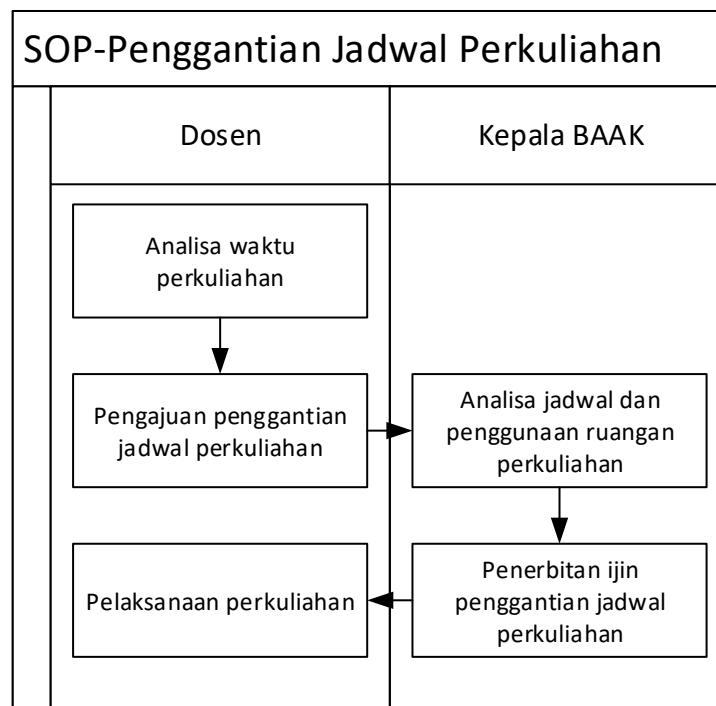 SOP-Penggantian Jadwal Perkuliahan
Dosen
Kepala BAAK
Analisa waktu
perkuliahan
Pengajuan penggantian
jadwal perkuliahan
Analisa jadwal dan
penggunaan ruangan
perkuliahan
Penerbitan ijin
penggantian jadwal
perkuliahan
Pelaksanaan perkuliahan